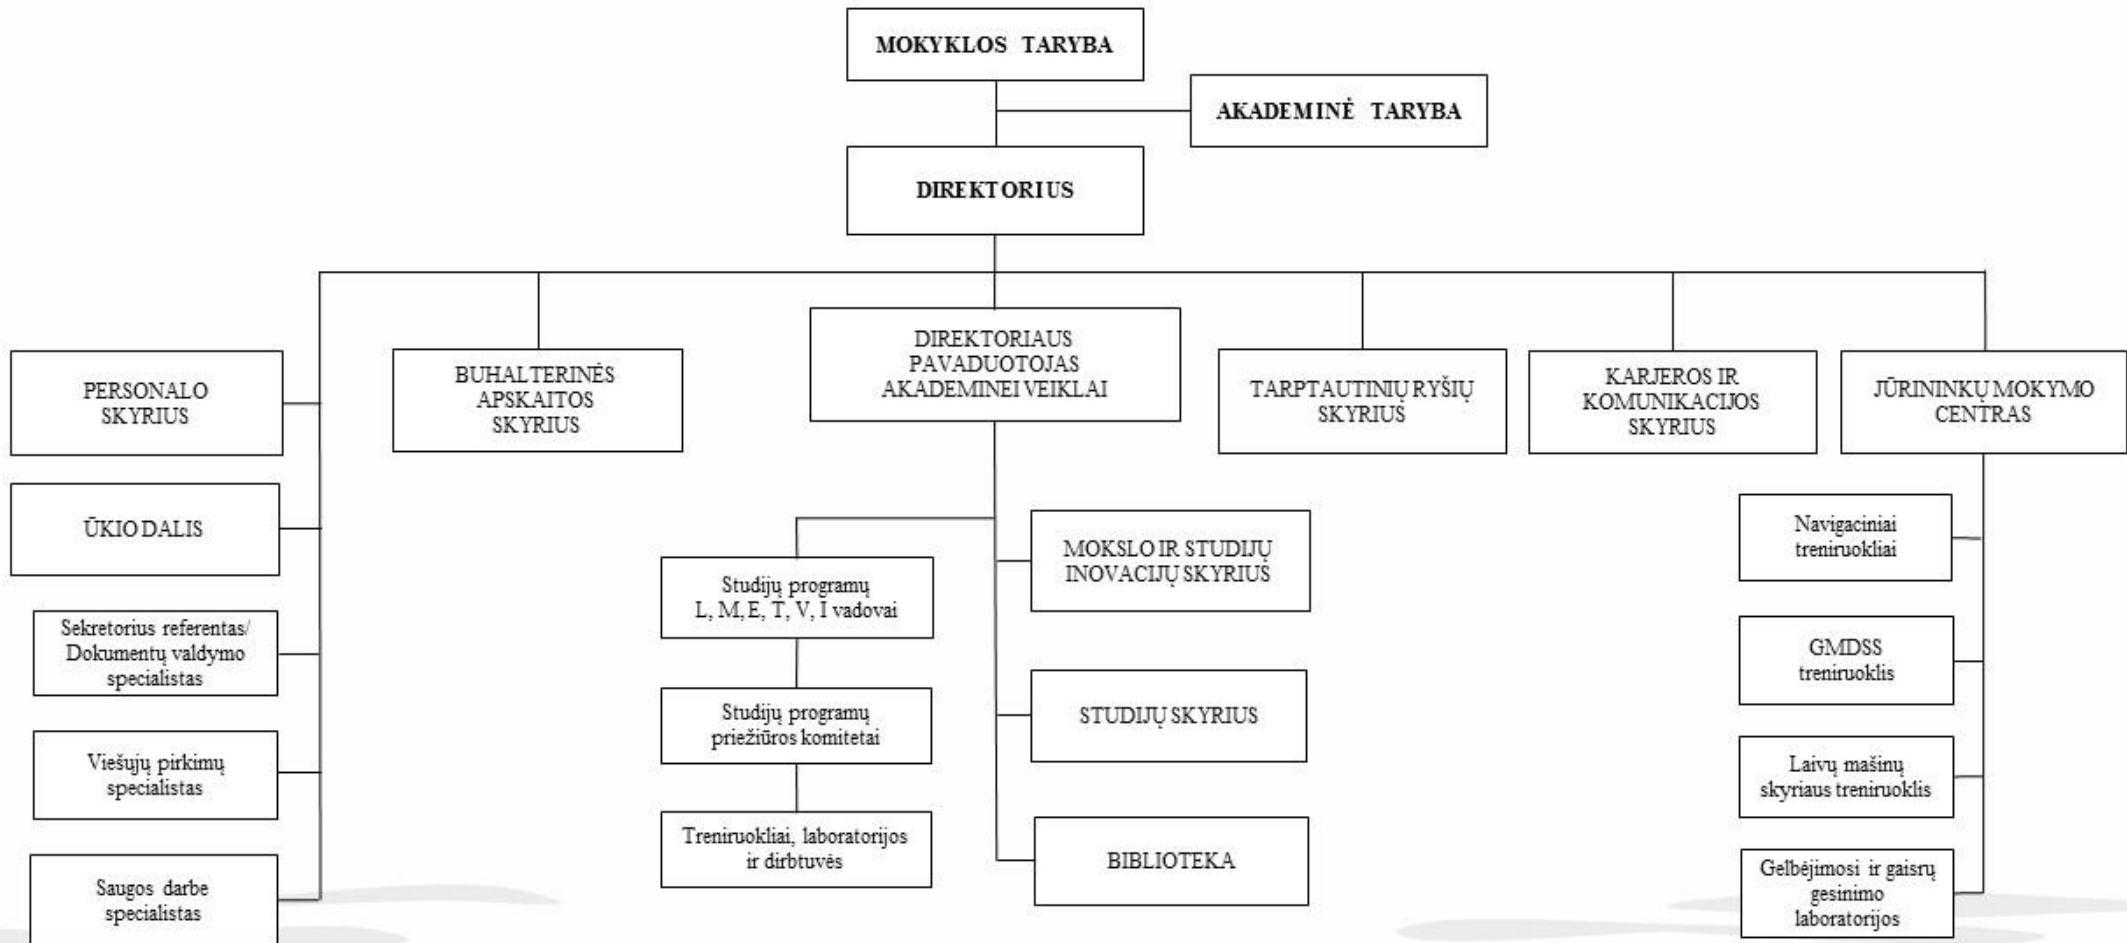 MOKYKLOS TARYBA
AKADEMINĖ TARYBA
DIREKTORIUS
PERSONALO
SKYRIUS
BUHALTERINĖS
APSKAITOS
SKYRIUS
DIREKTORIAUS
PAVADUOTOJAS
AKADEMINEI VEIKLAI
TARPTAUTINIŲ RYŠIŲ
SKYRIUS
KARJEROS IR
KOMUNIKACIJOS
SKYRIUS
JŪRININKŲ MOKYMO
CENTRAS
ŪKIO DALIS
Sekretorius referentas/
Dokumentų valdymo
specialistas
Viešųjų pirkimų
specialistas
Saugos darbe
specialistas
Studijų programų
L, M, E, T, V, I vadovai
Studijų programų
priežiūros komitetai
Treniruokliai, laboratorijos
ir dirbtuvės
MOKSLO IR STUDIJŲ
INOVACIJŲ SKYRIUS
STUDIJŲ SKYRIUS
BIBLIOTEKA
Navigaciniai
treniruokliai
GMDSS
treniruoklis
Laivų mašinų
skyriaus treniruoklis
Gelbėjimosi ir gaisrų
gesinimo
laboratorijos